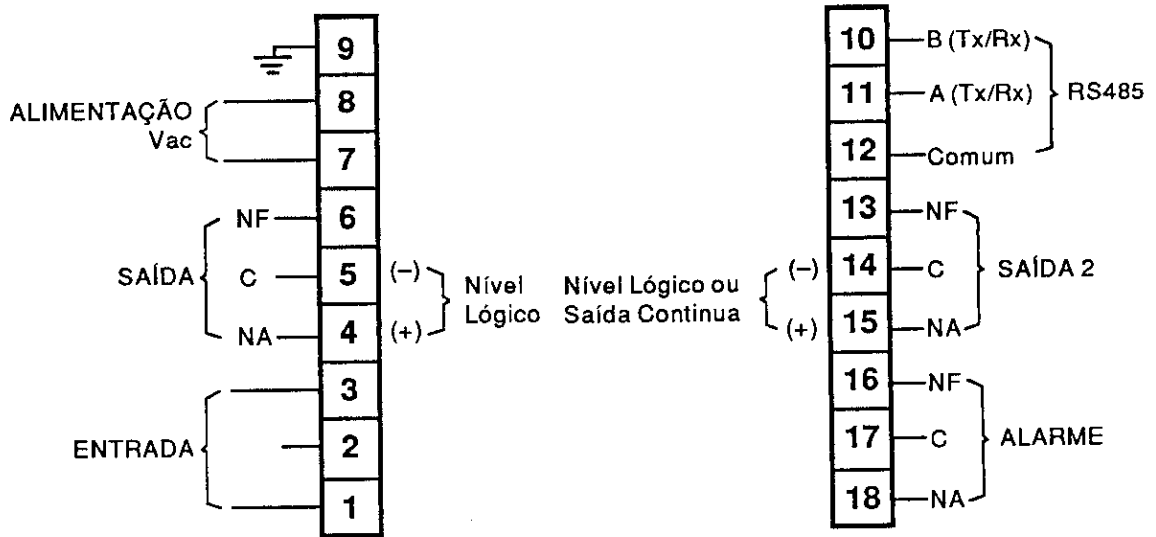 9
8
7
6
5
4
3
2
1
ALIMENTAÇÃO
Vac
SAÍDA
NF
C
NA
(–)
(+)
Nível
Lógico
ENTRADA
10
11
12
13
14
15
16
17
18
B (Tx/Rx)
A (Tx/Rx)
Comum
RS485
NF
C
NA
SAÍDA 2
Nível Lógico ou
Saída Continua
(–)
(+)
NF
C
NA
ALARME